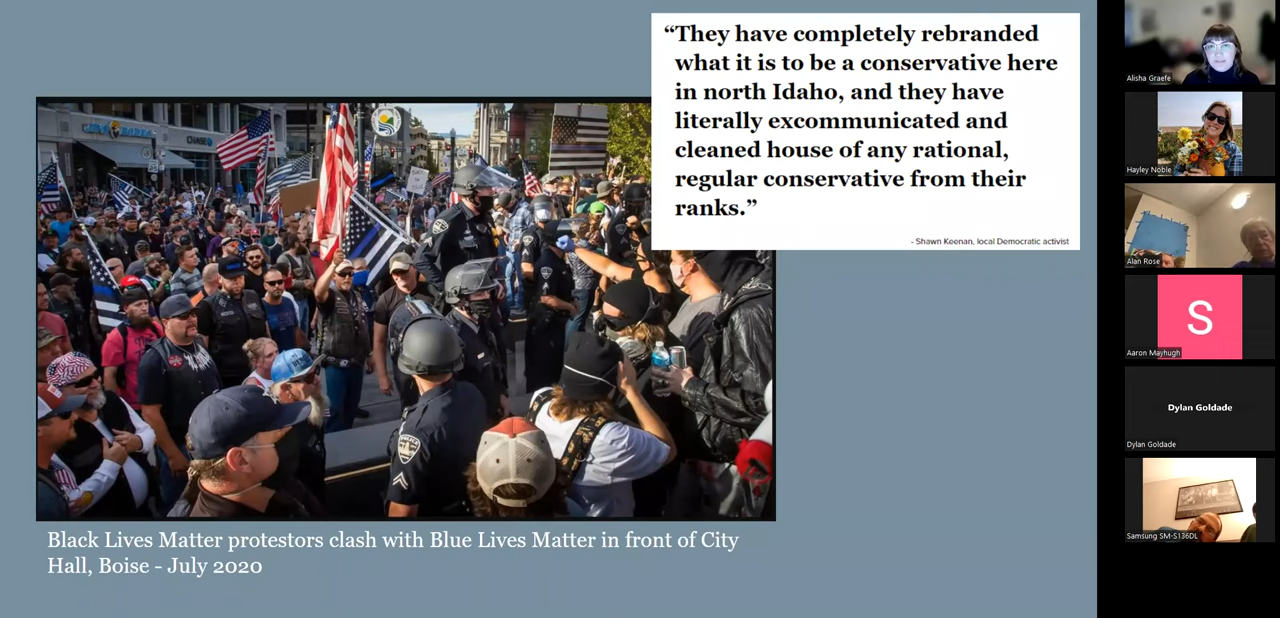 “They have completely rebranded
what it is to be a conservative here
in north Idaho, and they have
literally excommunicated and
cleaned house of any rational,
regular conservative from their
ranks.”
- Shawn Keenan, local Democratic activist
CHASE
POLICE
Black Lives Matter protestors clash with Blue Lives Matter in front of City
Hall, Boise - July 2020
Alisha Graefe
Hayley Noble
Alan Rose
S
Aaron Mayhugh
Dylan Goldade
Dylan Goldade
Samsung SM-S136DL